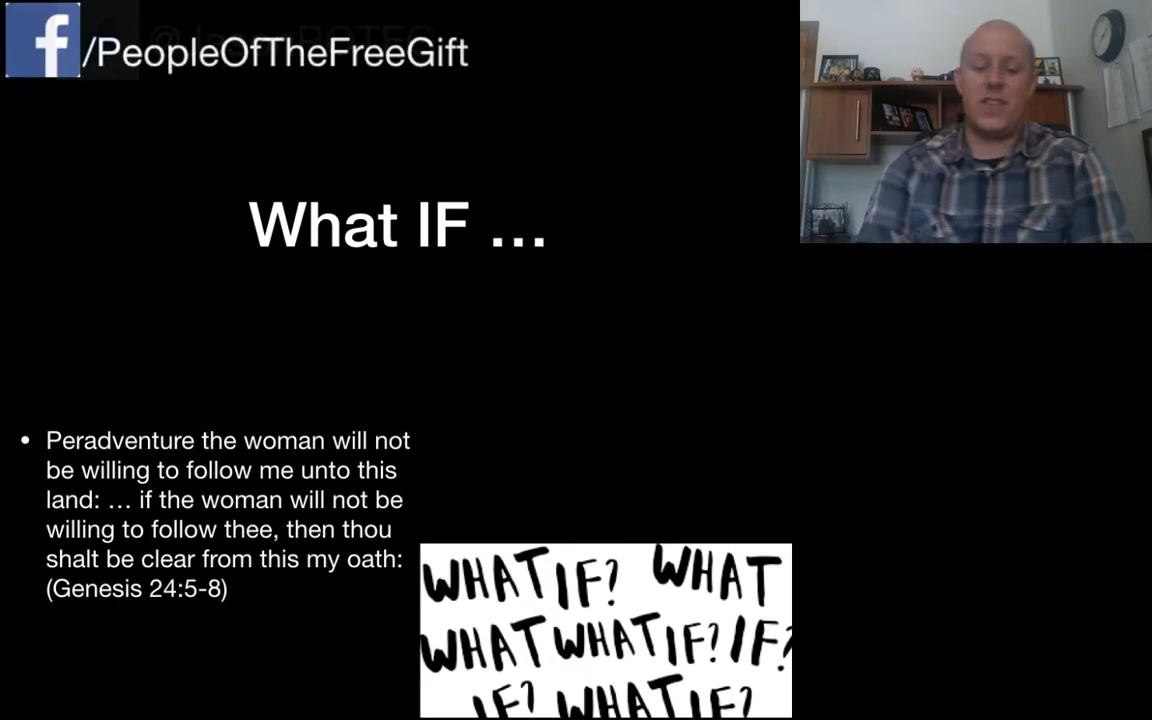 f/PeopleOfTheFreeGift
What IF ...
• Peradventure the woman will not
be willing to follow me unto this
land: … if the woman will not be
willing to follow thee, then thou
shalt be clear from this my oath:
(Genesis 24:5-8)
WHAT IF? WHAT
WHAT WHAT IF? IF?
IF? WHAT IF?